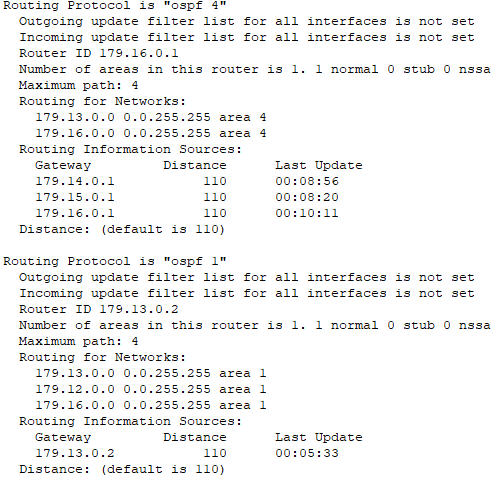 Routing Protocol is "ospf 4"
  Outgoing update filter list for all interfaces is not set
  Incoming update filter list for all interfaces is not set
  Router ID 179.16.0.1
  Number of areas in this router is 1. 1 normal 0 stub 0 nssa
  Maximum path: 4
  Routing for Networks:
    179.13.0.0 0.0.255.255 area 4
    179.16.0.0 0.0.255.255 area 4
  Routing Information Sources:
    Gateway         Distance      Last Update
    179.14.0.1           110      00:08:56
    179.15.0.1           110      00:08:20
    179.16.0.1           110      00:10:11
  Distance: (default is 110)

Routing Protocol is "ospf 1"
  Outgoing update filter list for all interfaces is not set
  Incoming update filter list for all interfaces is not set
  Router ID 179.13.0.2
  Number of areas in this router is 1. 1 normal 0 stub 0 nssa
  Maximum path: 4
  Routing for Networks:
    179.13.0.0 0.0.255.255 area 1
    179.12.0.0 0.0.255.255 area 1
    179.16.0.0 0.0.255.255 area 1
  Routing Information Sources:
    Gateway         Distance      Last Update
    179.13.0.2           110      00:05:33
  Distance: (default is 110)